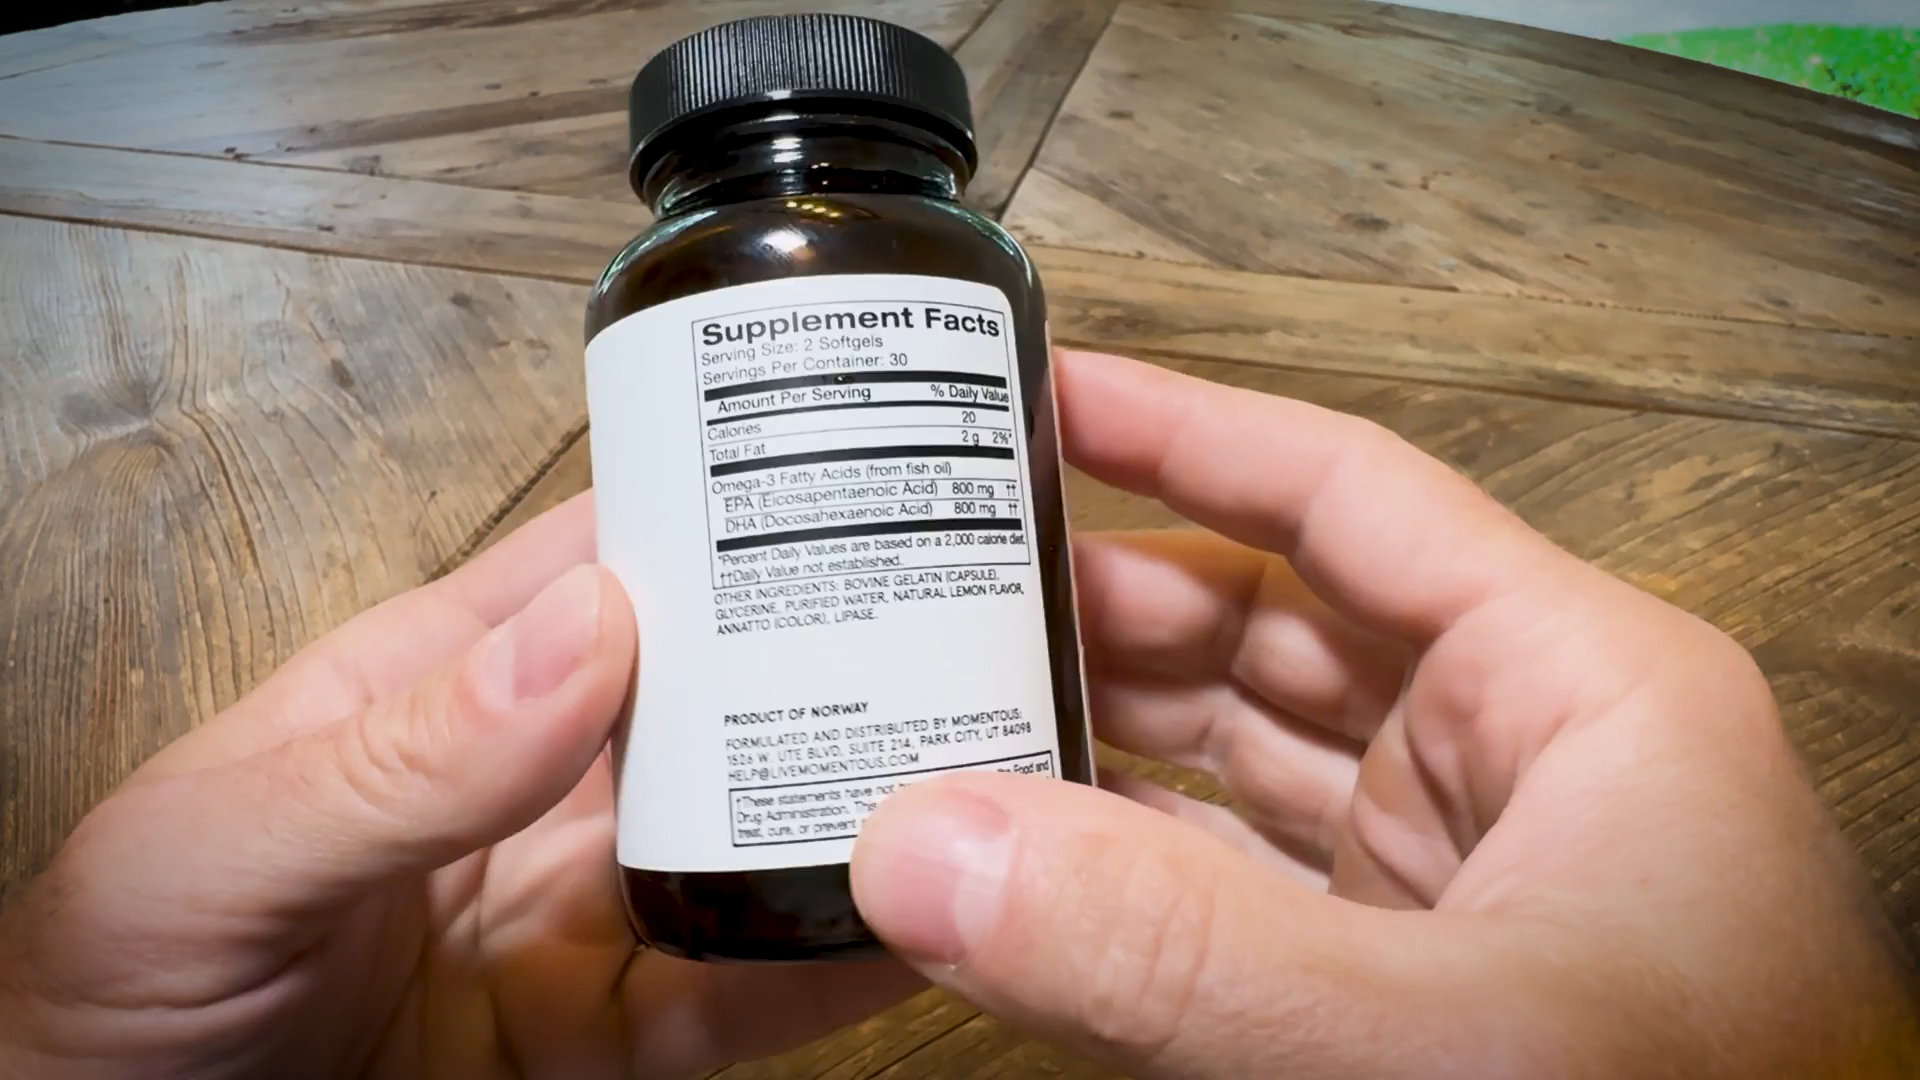 Supplement Facts
Serving Size: 2 Softgels
Servings Per Container: 30
Amount Per Serving % Daily Value
Calories 20
Total Fat 2 g 2%*
Omega-3 Fatty Acids (from fish oil)
EPA (Eicosapentaenoic Acid) 800 mg ††
DHA (Docosahexaenoic Acid) 800 mg ††
*Percent Daily Values are based on a 2,000 calorie diet.
††Daily Value not established.
OTHER INGREDIENTS: BOVINE GELATIN (CAPSULE),
GLYCERINE, PURIFIED WATER, NATURAL LEMON FLAVOR,
ANNATTO (COLOR), LIPASE.
PRODUCT OF NORWAY
FORMULATED AND DISTRIBUTED BY MOMENTOUS:
1526 W. UTE BLVD, SUITE 214, PARK CITY, UT 84098
HELP@LIVEMOMENTOUS.COM
†These statements have not Food and
Drug Administration. This
treat, cure, or prevent